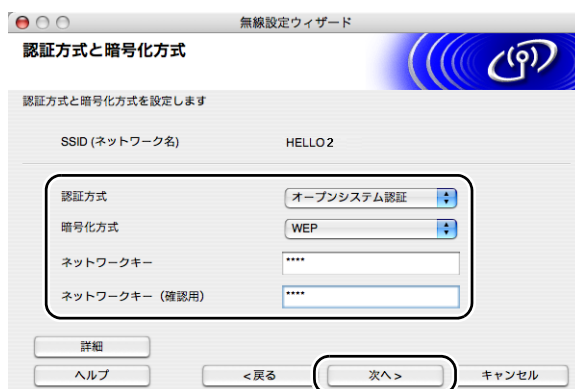 無線設定ウィザード
認証方式と暗号化方式
認証方式と暗号化方式を設定します
SSID (ネットワーク名) HELLO2
認証方式 オープンシステム認証
暗号化方式 WEP
ネットワークキー ****
ネットワークキー（確認用） ****
詳細
ヘルプ <戻る 次へ> キャンセル